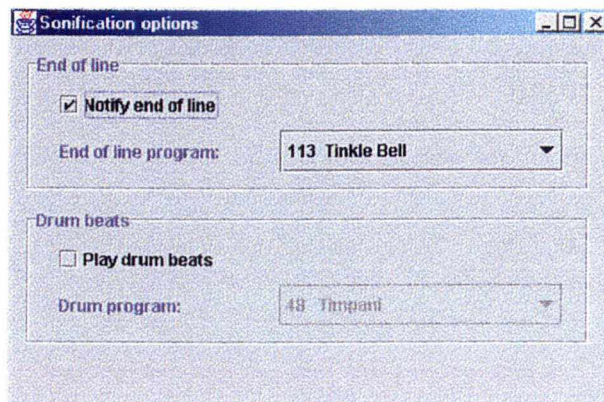 Sonification options
End of line
Notify end of line
End of line program: 113 Tinkle Bell
Drum beats
Play drum beats
Drum program: 48 Timpani